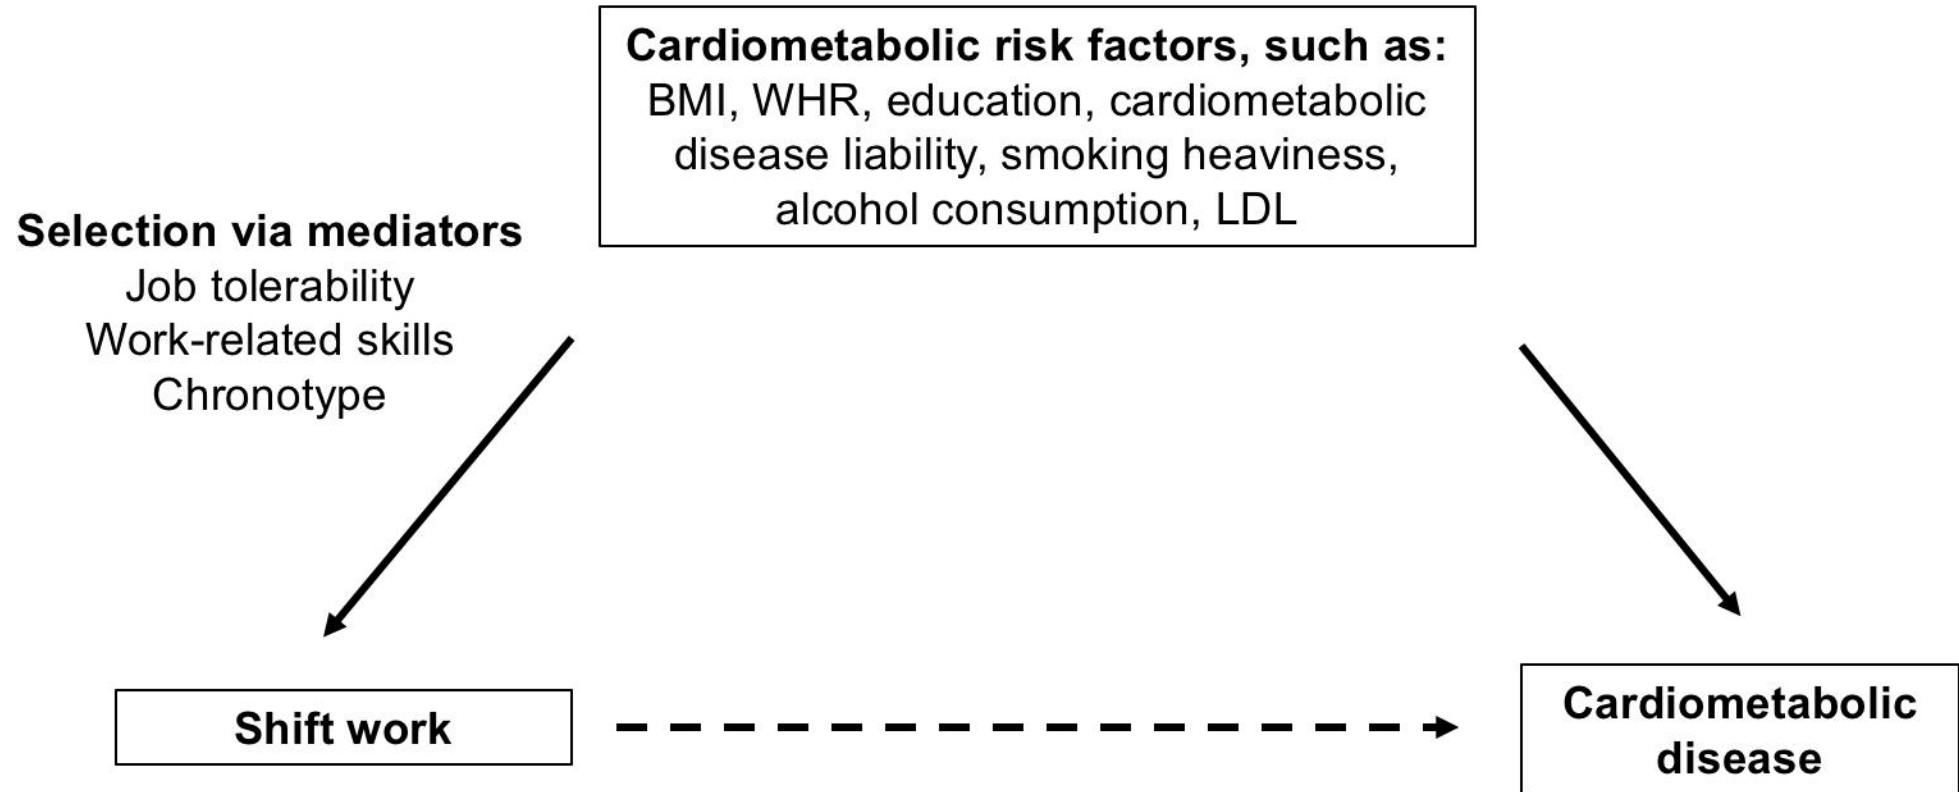 Cardiometabolic risk factors, such as:
BMI, WHR, education, cardiometabolic
disease liability, smoking heaviness,
alcohol consumption, LDL
Selection via mediators
Job tolerability
Work-related skills
Chronotype
Shift work
Cardiometabolic
disease